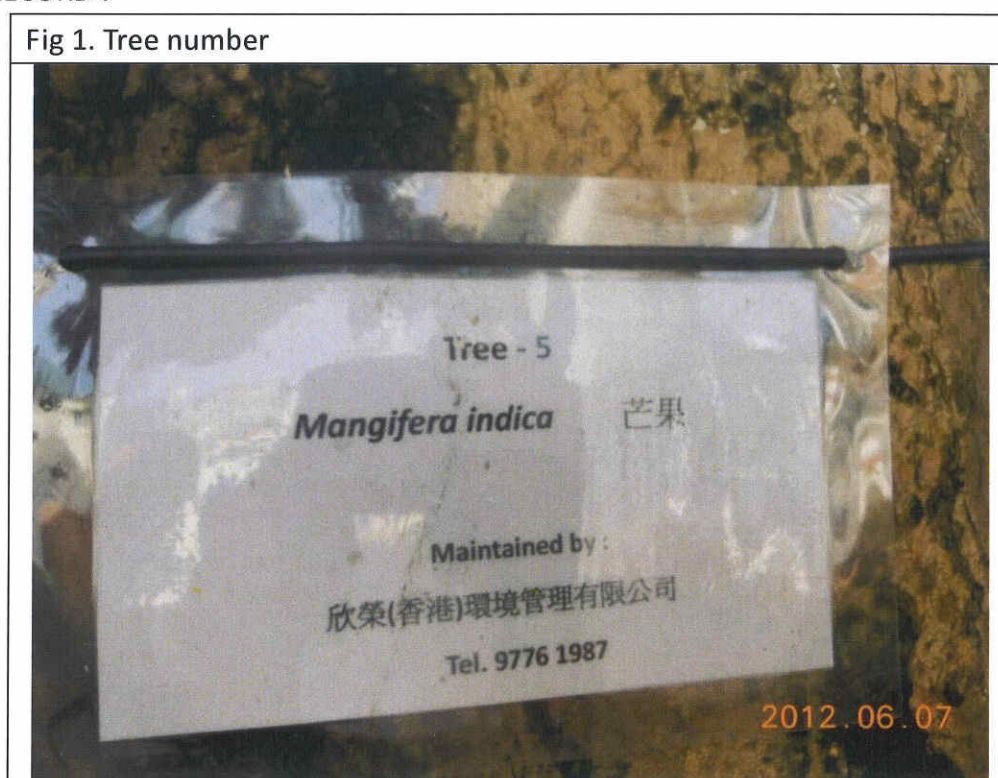 Fig 1. Tree number
Tree - 5
Mangifera indica 芒果
Maintained by :
欣榮(香港)環境管理有限公司
Tel. 9776 1987
2012.06.07